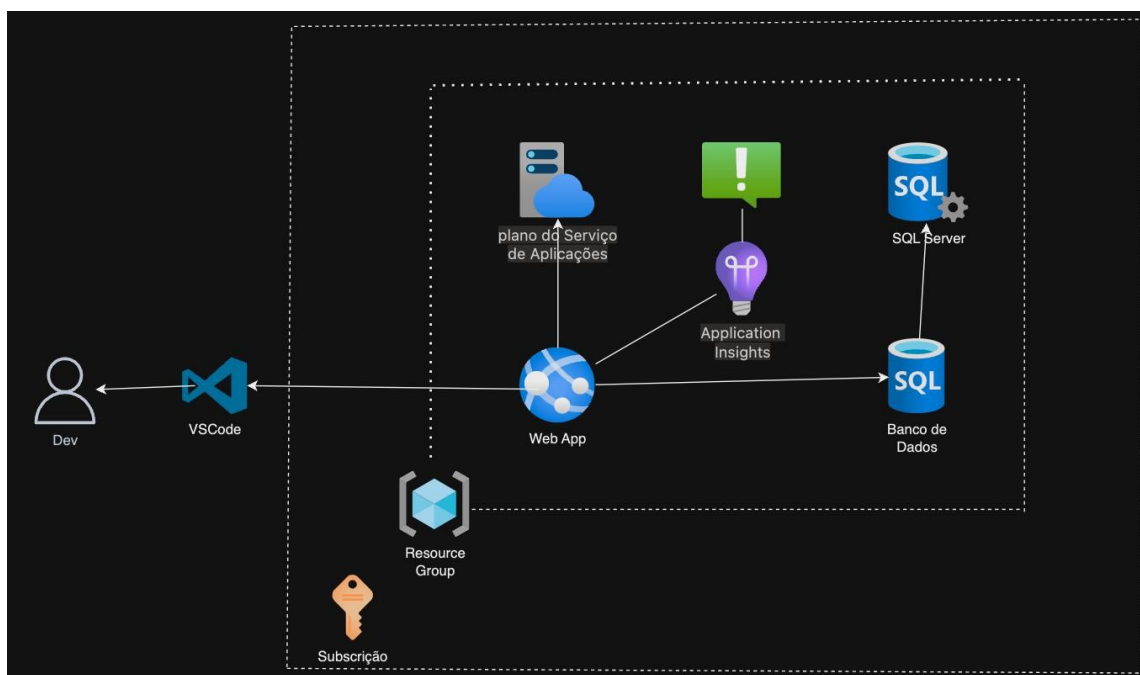 plano do Serviço
de Aplicações
SQL
SQL Server
Application
Insights
Dev
VSCode
Web App
SQL
Banco de
Dados
Resource
Group
Subscrição